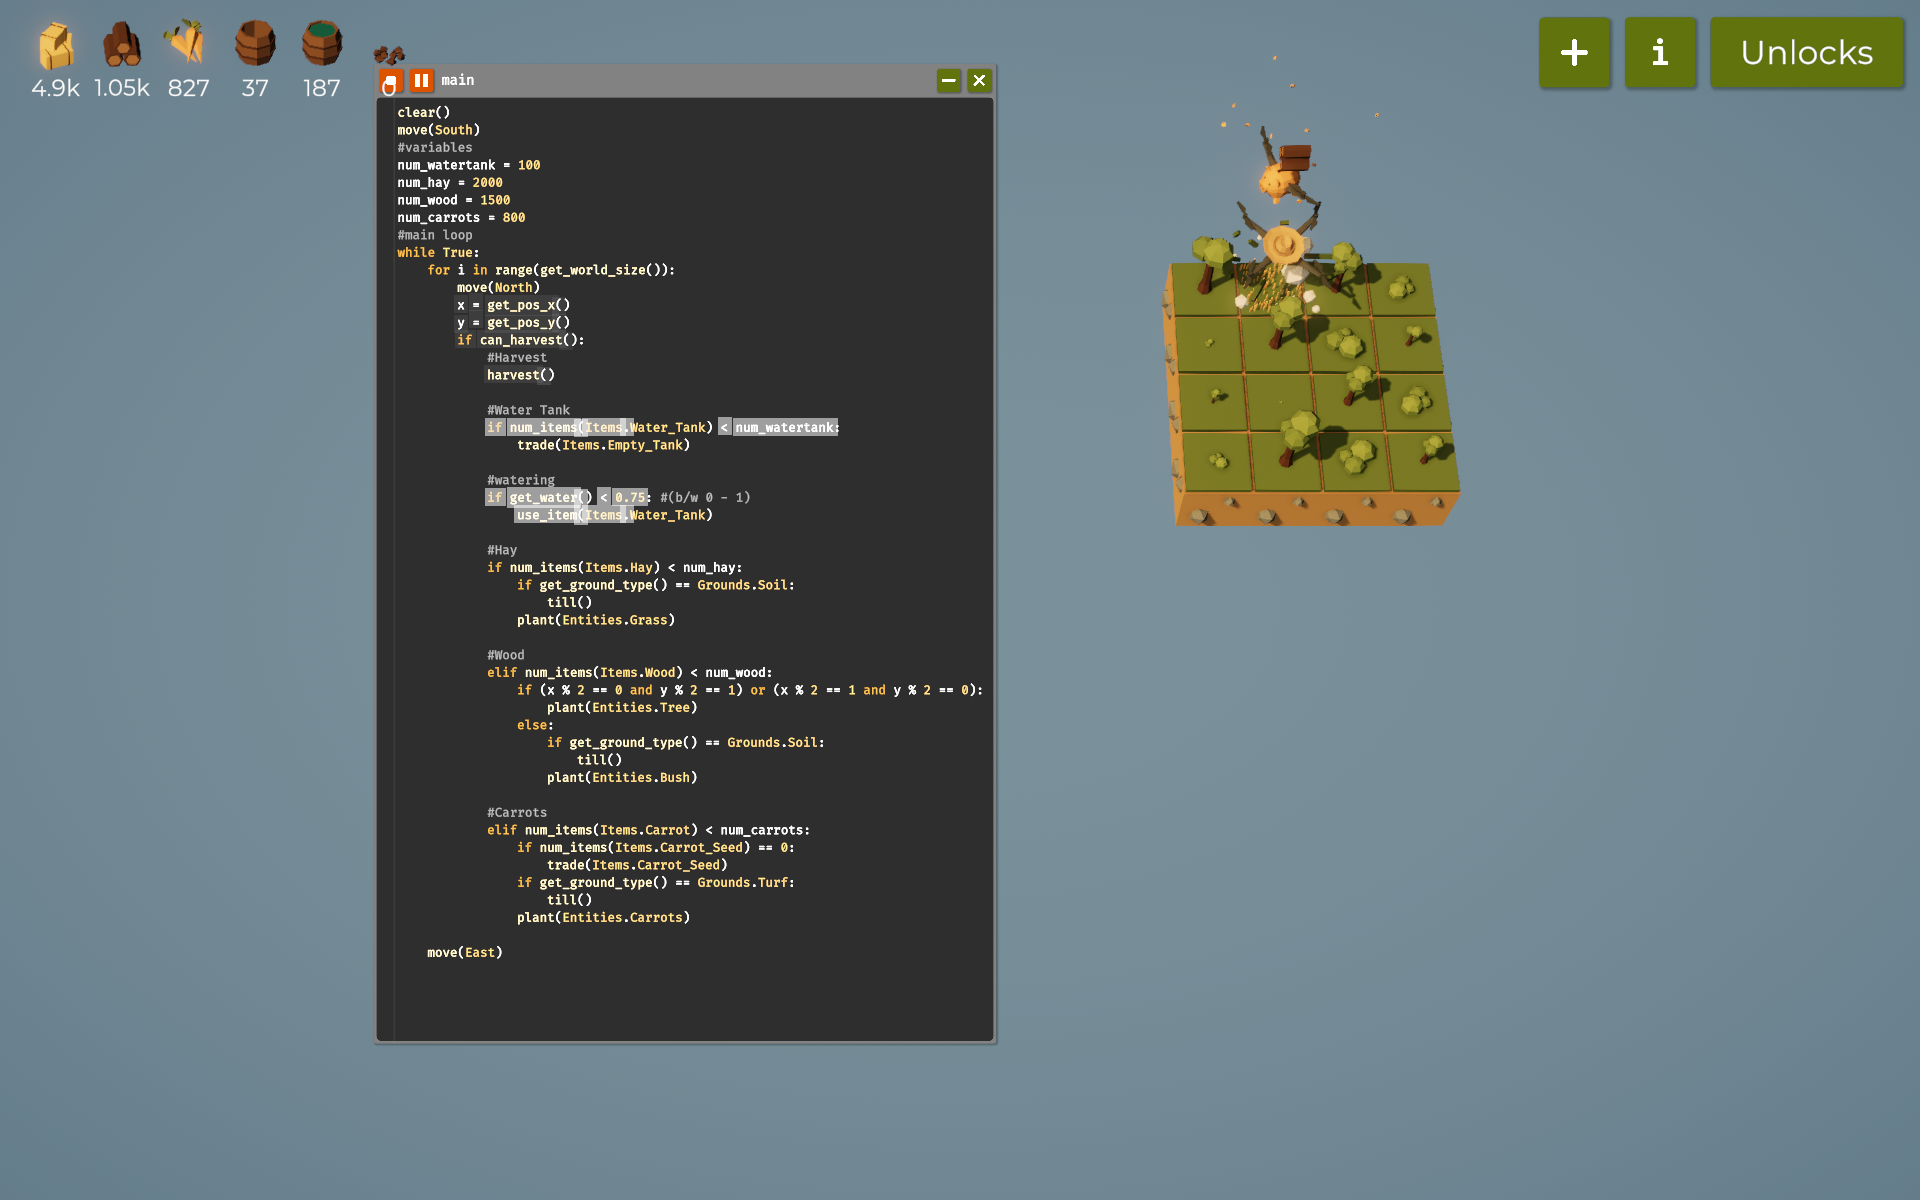 4.9k 1.05k 827 37 187 0
+ i Unlocks
main
clear()
move(South)
#variables
num_watertank = 100
num_hay = 2000
num_wood = 1500
num_carrots = 800
#main loop
while True:
    for i in range(get_world_size()):
        move(North)
        x = get_pos_x()
        y = get_pos_y()
        if can_harvest():
            #Harvest
            harvest()
            #Water Tank
            if num_items(Items.Water_Tank) < num_watertank:
                trade(Items.Empty_Tank)
            #watering
            if get_water() < 0.75: #(b/w 0 - 1)
                use_item(Items.Water_Tank)
            #Hay
            if num_items(Items.Hay) < num_hay:
                if get_ground_type() == Grounds.Soil:
                    till()
                plant(Entities.Grass)
            #Wood
            elif num_items(Items.Wood) < num_wood:
                if (x % 2 == 0 and y % 2 == 1) or (x % 2 == 1 and y % 2 == 0):
                    plant(Entities.Tree)
                else:
                    if get_ground_type() == Grounds.Soil:
                        till()
                    plant(Entities.Bush)
            #Carrots
            elif num_items(Items.Carrot) < num_carrots:
                if num_items(Items.Carrot_Seed) == 0:
                    trade(Items.Carrot_Seed)
                if get_ground_type() == Grounds.Turf:
                    till()
                plant(Entities.Carrots)
    move(East)